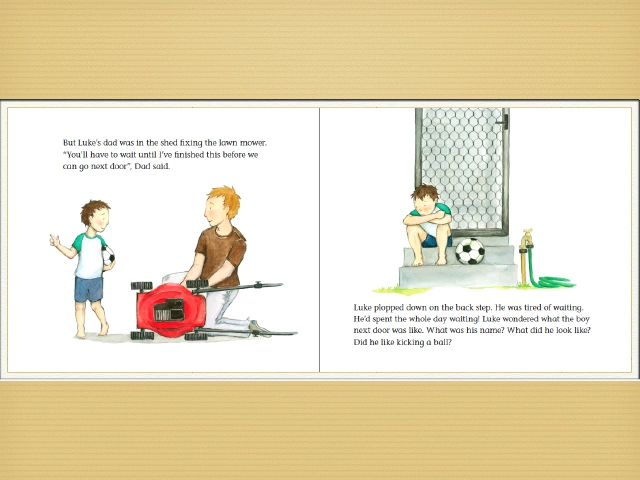 But Luke's dad was in the shed fixing the lawn mower.
"You'll have to wait until I've finished this before we
can go next door", Dad said.
Luke plopped down on the back step. He was tired of waiting.
He'd spent the whole day waiting! Luke wondered what the boy
next door was like. What was his name? What did he look like?
Did he like kicking a ball?